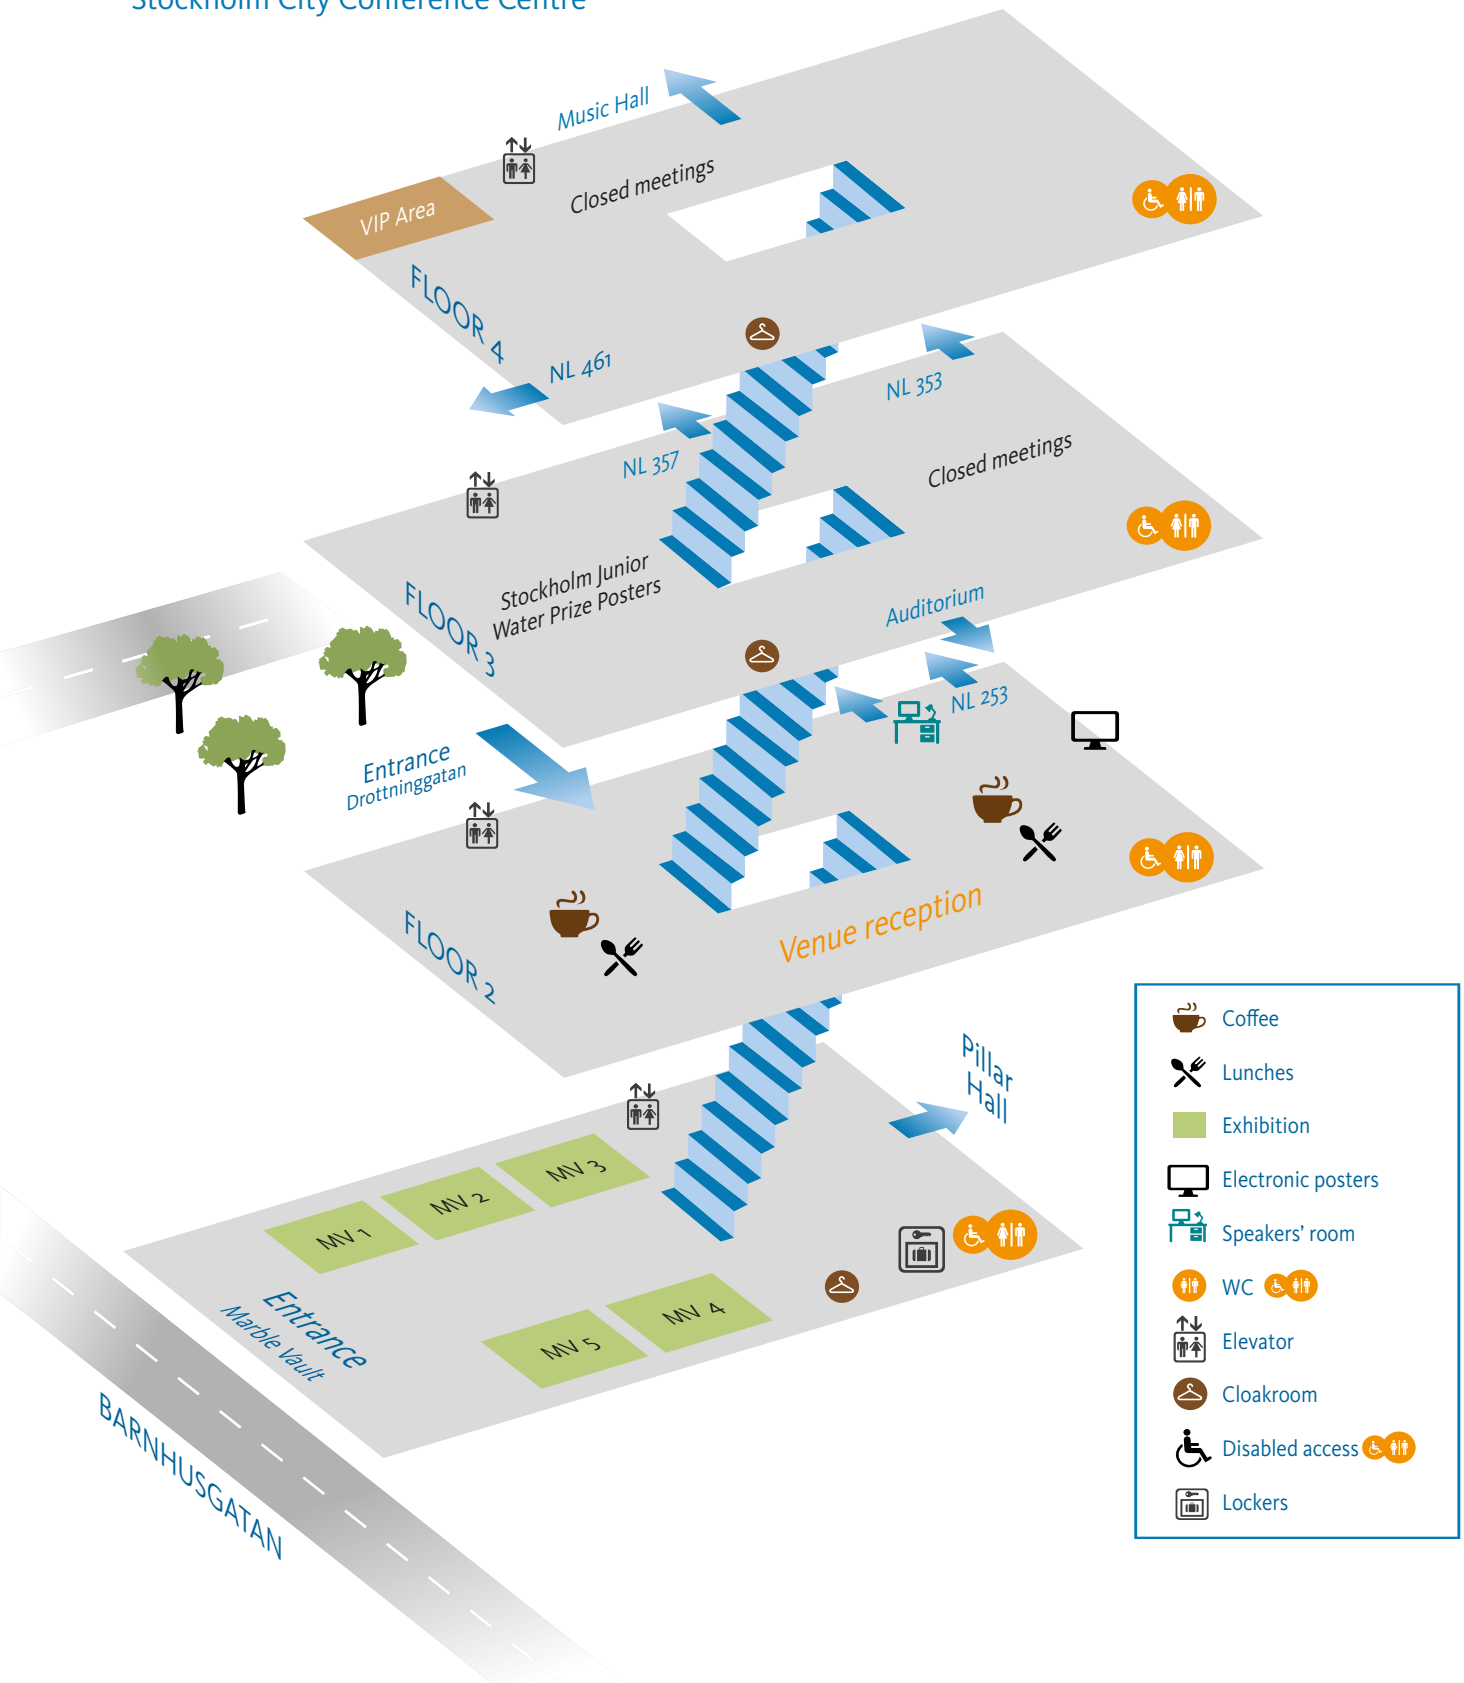 Stockholm City Conference Centre
Music Hall
Closed meetings
VIP Area
FLOOR 4
NL 461
NL 353
NL 357
Closed meetings
Stockholm Junior
Water Prize Posters
FLOOR 3
Auditorium
NL 253
Entrance
Drottninggatan
Venue reception
FLOOR 2
Pillar
Hall
MV 1
MV 2
MV 3
MV 4
MV 5
Entrance
Marble Vault
BARNHUSGATAN
Coffee
Lunches
Exhibition
Electronic posters
Speakers’ room
WC
Elevator
Cloakroom
Disabled access
Lockers